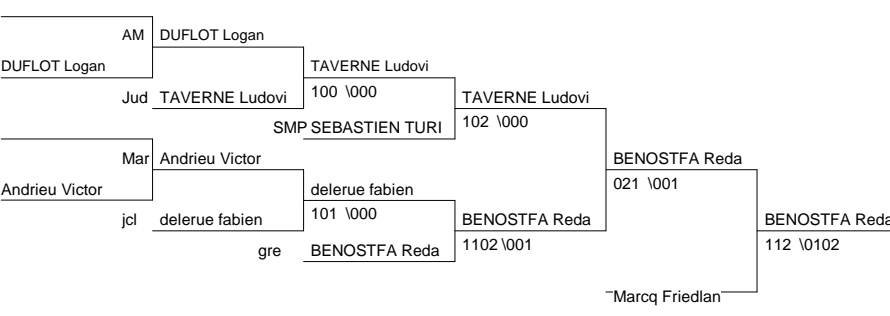 AM DUFLOT Logan
DUFLOT Logan TAVERNE Ludovi
Jud TAVERNE Ludovi 100 \000 TAVERNE Ludovi
SMP SEBASTIEN TURI 102 \000
Mar Andrieu Victor BENOSTFA Reda
Andrieu Victor delerue fabien 021 \001
jcl delerue fabien 101 \000 BENOSTFA Reda BENOSTFA Reda
gre BENOSTFA Reda 1102 \001 112 \0102
Marcq Friedlan